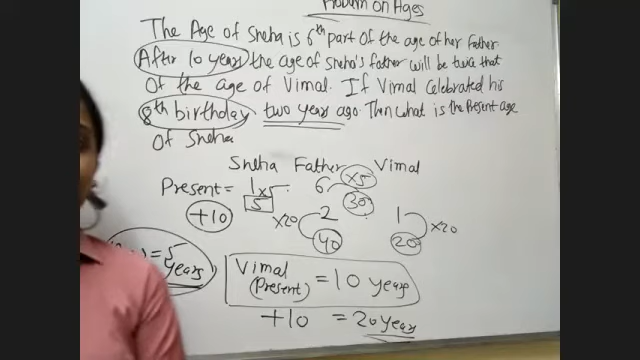 Problem on Ages
The Age of Sneha is 6th part of the age of her Father
After 10 years the age of Sneha's father will be twice that
Of the age of Vimal. If Vimal celebrated his
8th birthday two years ago. Then what is the Present age
Of Sneha
Sneha Father Vimal
Present = 1x5 6 x5
5 30
+10 x20 2 1 x20
40 20
= 5
years
Vimal
(Present) = 10 years
+10 = 20 years